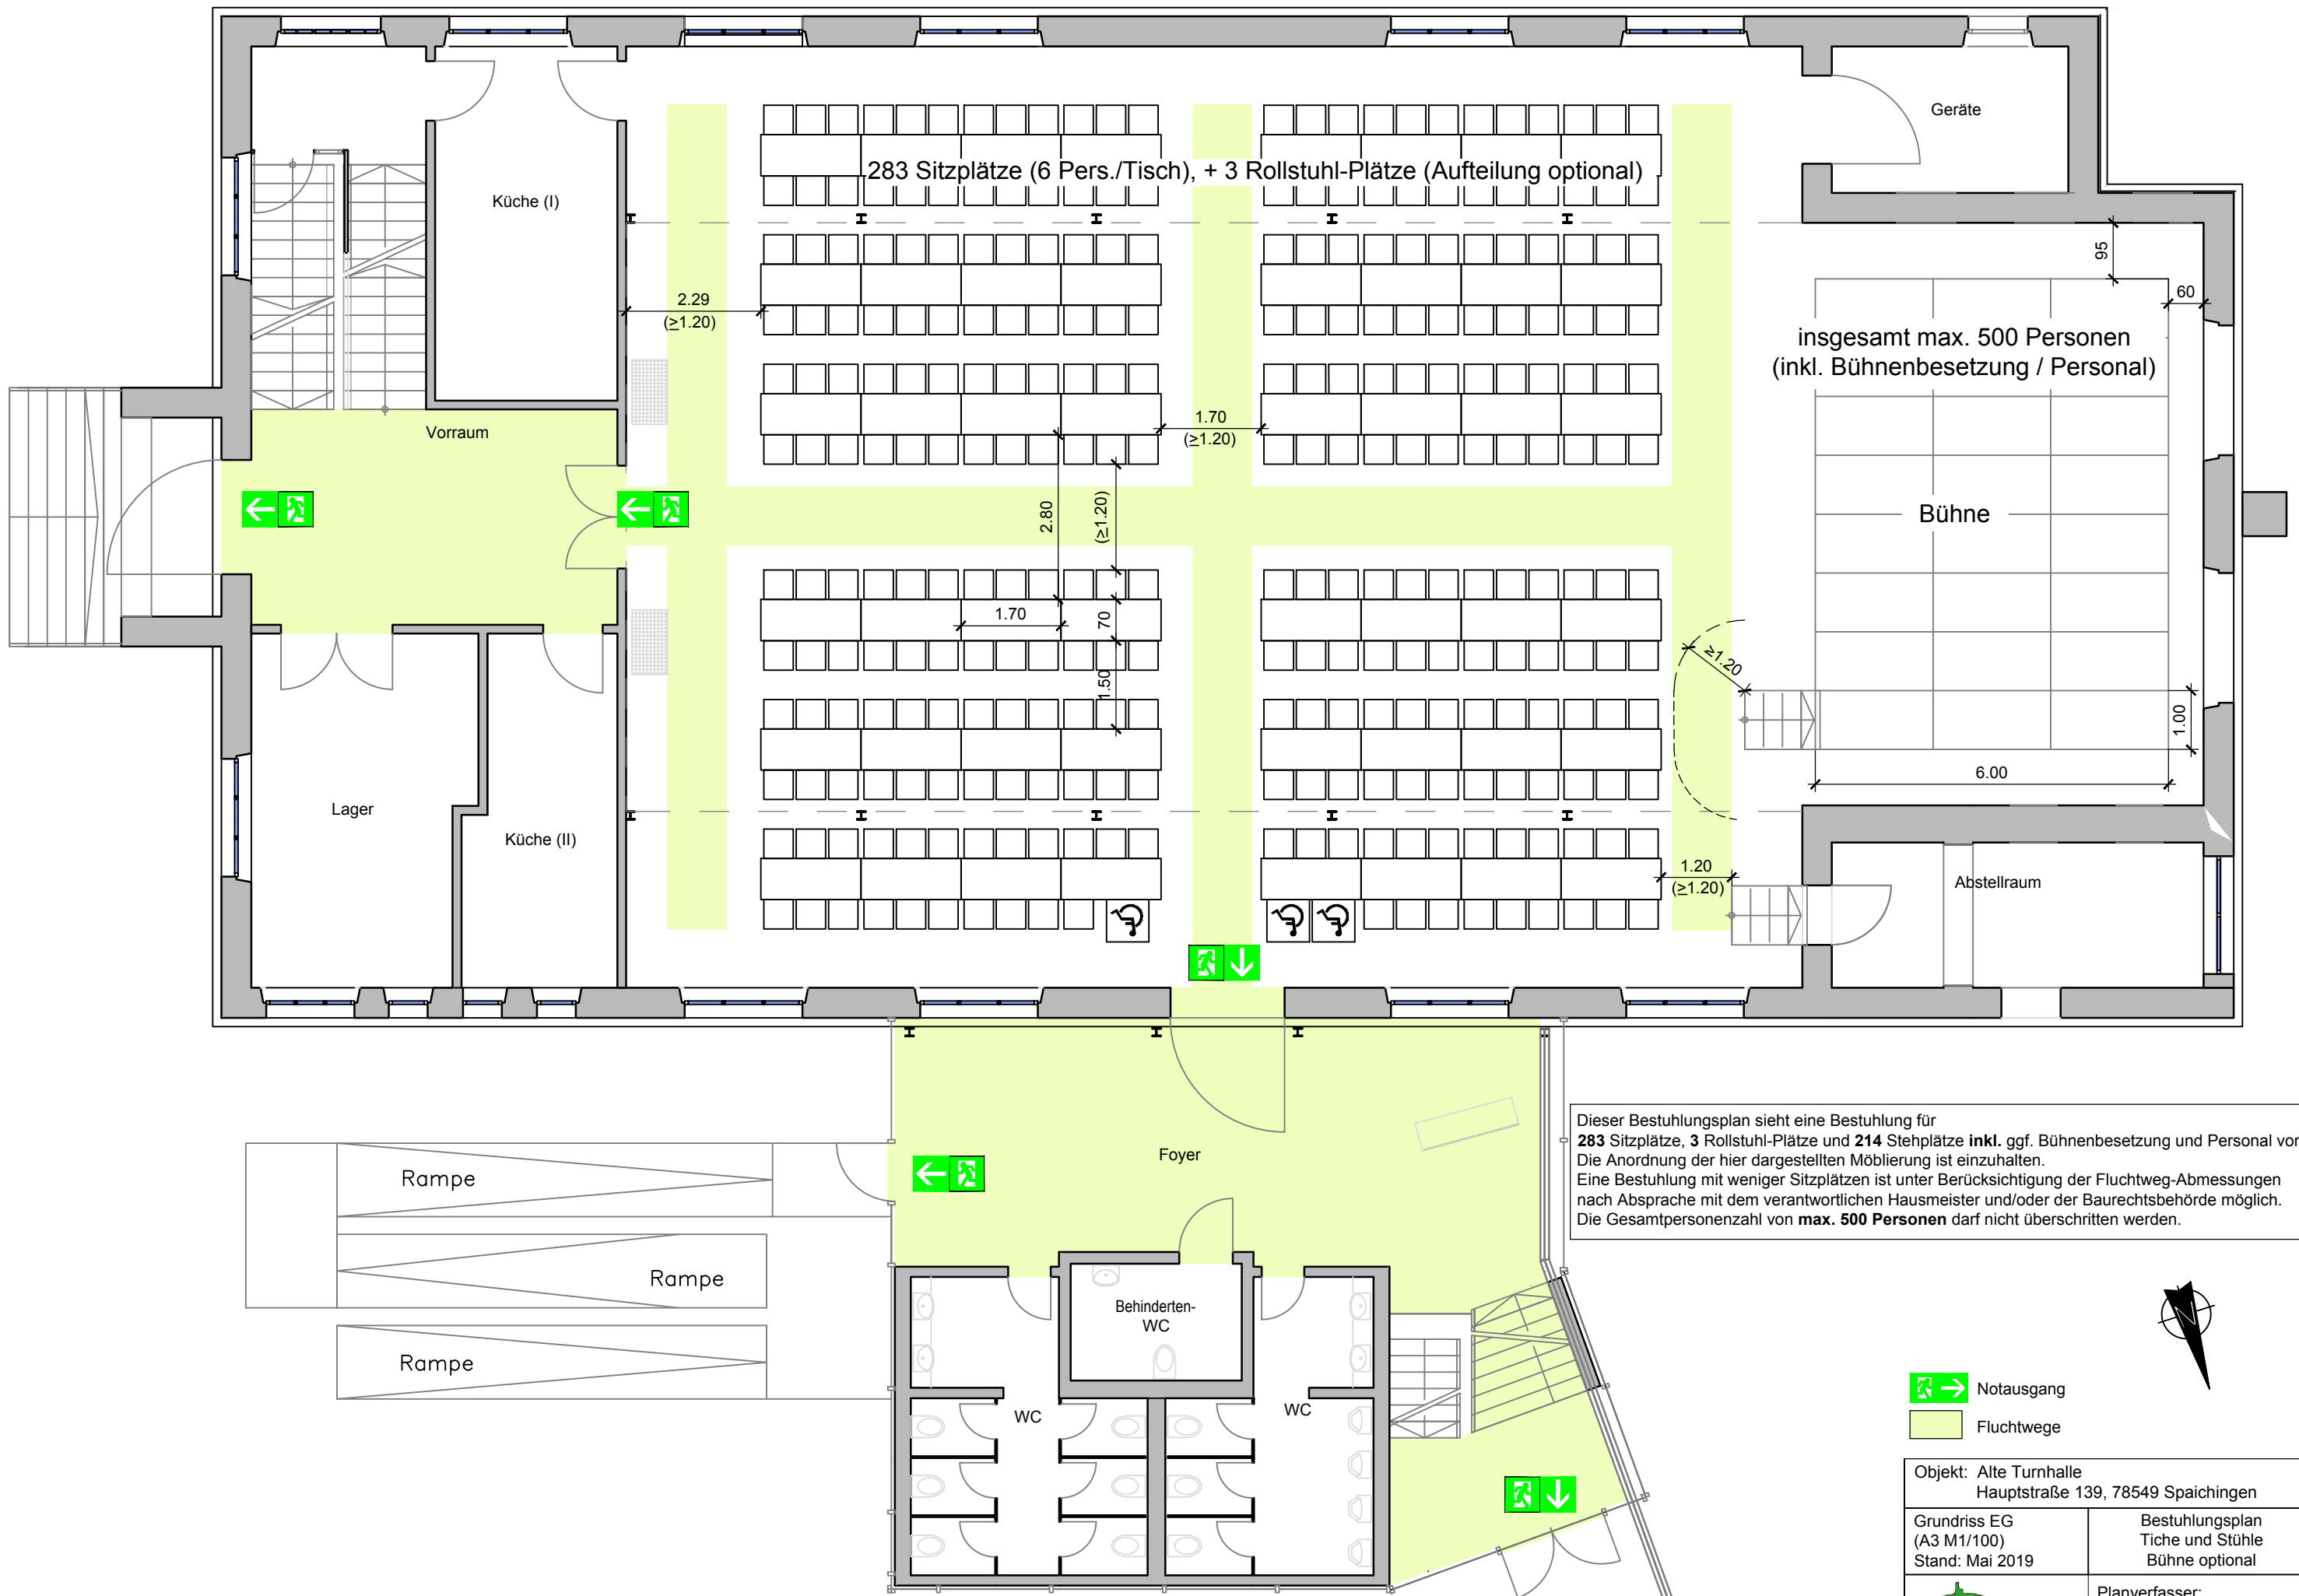 Geräte
283 Sitzplätze (6 Pers./Tisch), + 3 Rollstuhl-Plätze (Aufteilung optional)
Küche (I)
95
60
2.29
(≥1.20)
insgesamt max. 500 Personen
(inkl. Bühnenbesetzung / Personal)
Vorraum
1.70
(≥1.20)
2.80
(≥1.20)
Bühne
1.70
70
1.50
≥1.20
1.00
6.00
Lager
Küche (II)
1.20
(≥1.20)
Abstellraum
Foyer
Dieser Bestuhlungsplan sieht eine Bestuhlung für
283 Sitzplätze, 3 Rollstuhl-Plätze und 214 Stehplätze inkl. ggf. Bühnenbesetzung und Personal vor
Die Anordnung der hier dargestellten Möblierung ist einzuhalten.
Eine Bestuhlung mit weniger Sitzplätzen ist unter Berücksichtigung der Fluchtweg-Abmessungen
nach Absprache mit dem verantwortlichen Hausmeister und/oder der Baurechtsbehörde möglich.
Die Gesamtpersonenzahl von max. 500 Personen darf nicht überschritten werden.
Rampe
Rampe
Rampe
Behinderten-
WC
WC
WC
N
Notausgang
Fluchtwege
Objekt: Alte Turnhalle
Hauptstraße 139, 78549 Spaichingen
Grundriss EG
(A3 M1/100)
Stand: Mai 2019
Bestuhlungsplan
Tiche und Stühle
Bühne optional
Planverfasser: